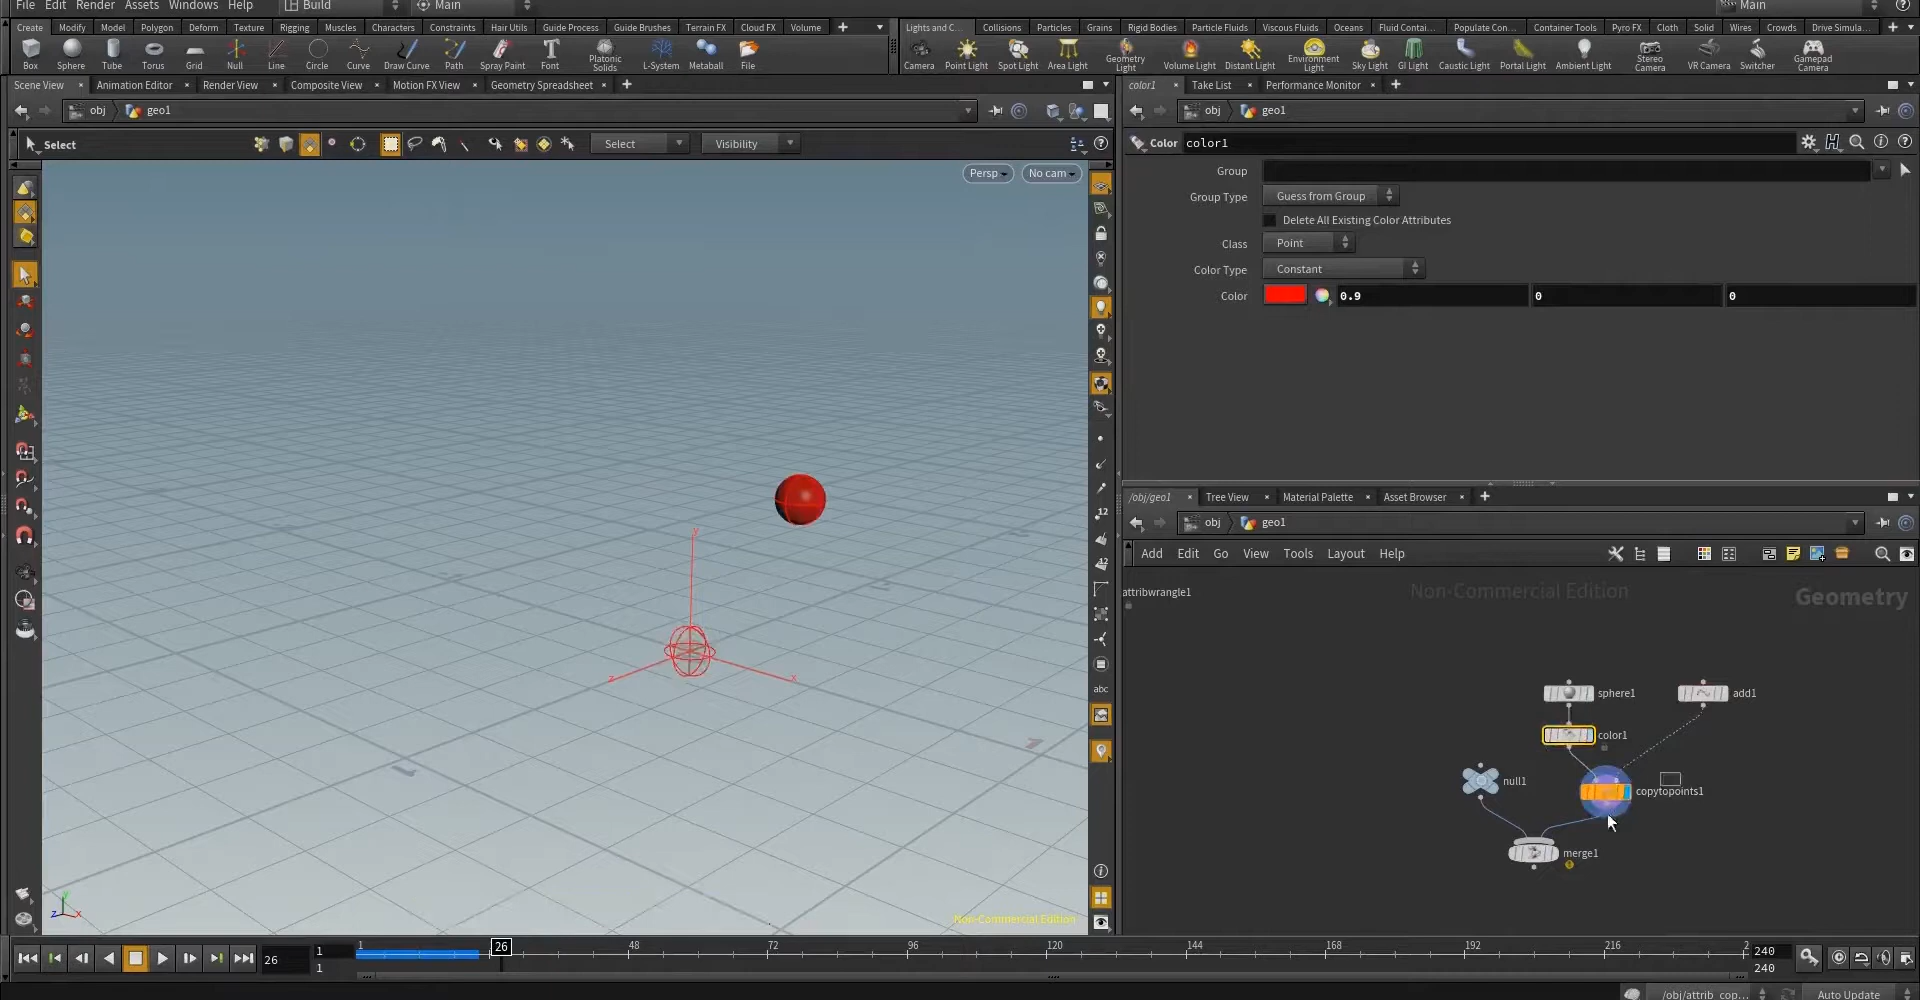 File Edit Render Assets Windows Help Build Main Main
Create Modify Model Polygon Deform Texture Rigging Muscles Characters Constraints Hair Utils Guide Process Guide Brushes Terrain FX Cloud FX Volume
Lights and C... Collisions Particles Grains Rigid Bodies Particle Fluids Viscous Fluids Oceans Fluid Contai... Populate Con... Container Tools Pyro FX Cloth Solid Wires Crowds Drive Simula...
Box Sphere Tube Torus Grid Null Line Circle Curve Draw Curve Path Spray Paint Font Platonic Solids L-System Metaball File
Camera Point Light Spot Light Area Light Geometry Light Volume Light Distant Light Environment Light Sky Light GI Light Caustic Light Portal Light Ambient Light Stereo Camera VR Camera Switcher Gamepad Camera
Scene View Animation Editor Render View Composite View Motion FX View Geometry Spreadsheet
color1 Take List Performance Monitor
obj geo1
obj geo1
Select Select Visibility
Color color1
Persp No cam
Group
Group Type Guess from Group
Delete All Existing Color Attributes
Class Point
Color Type Constant
Color 0.9 0 0
y
z
x
12
12
abc
/obj/geo1 Tree View Material Palette Asset Browser
obj geo1
Add Edit Go View Tools Layout Help
attribwrangle1
Non-Commercial Edition
Geometry
sphere1
add1
color1
null1
copytopoints1
merge1
Non-Commercial Edition
y
z x
26 1 1 26 48 72 96 120 144 168 192 216 2 240
1 240
/obj/attrib_cop... Auto Update